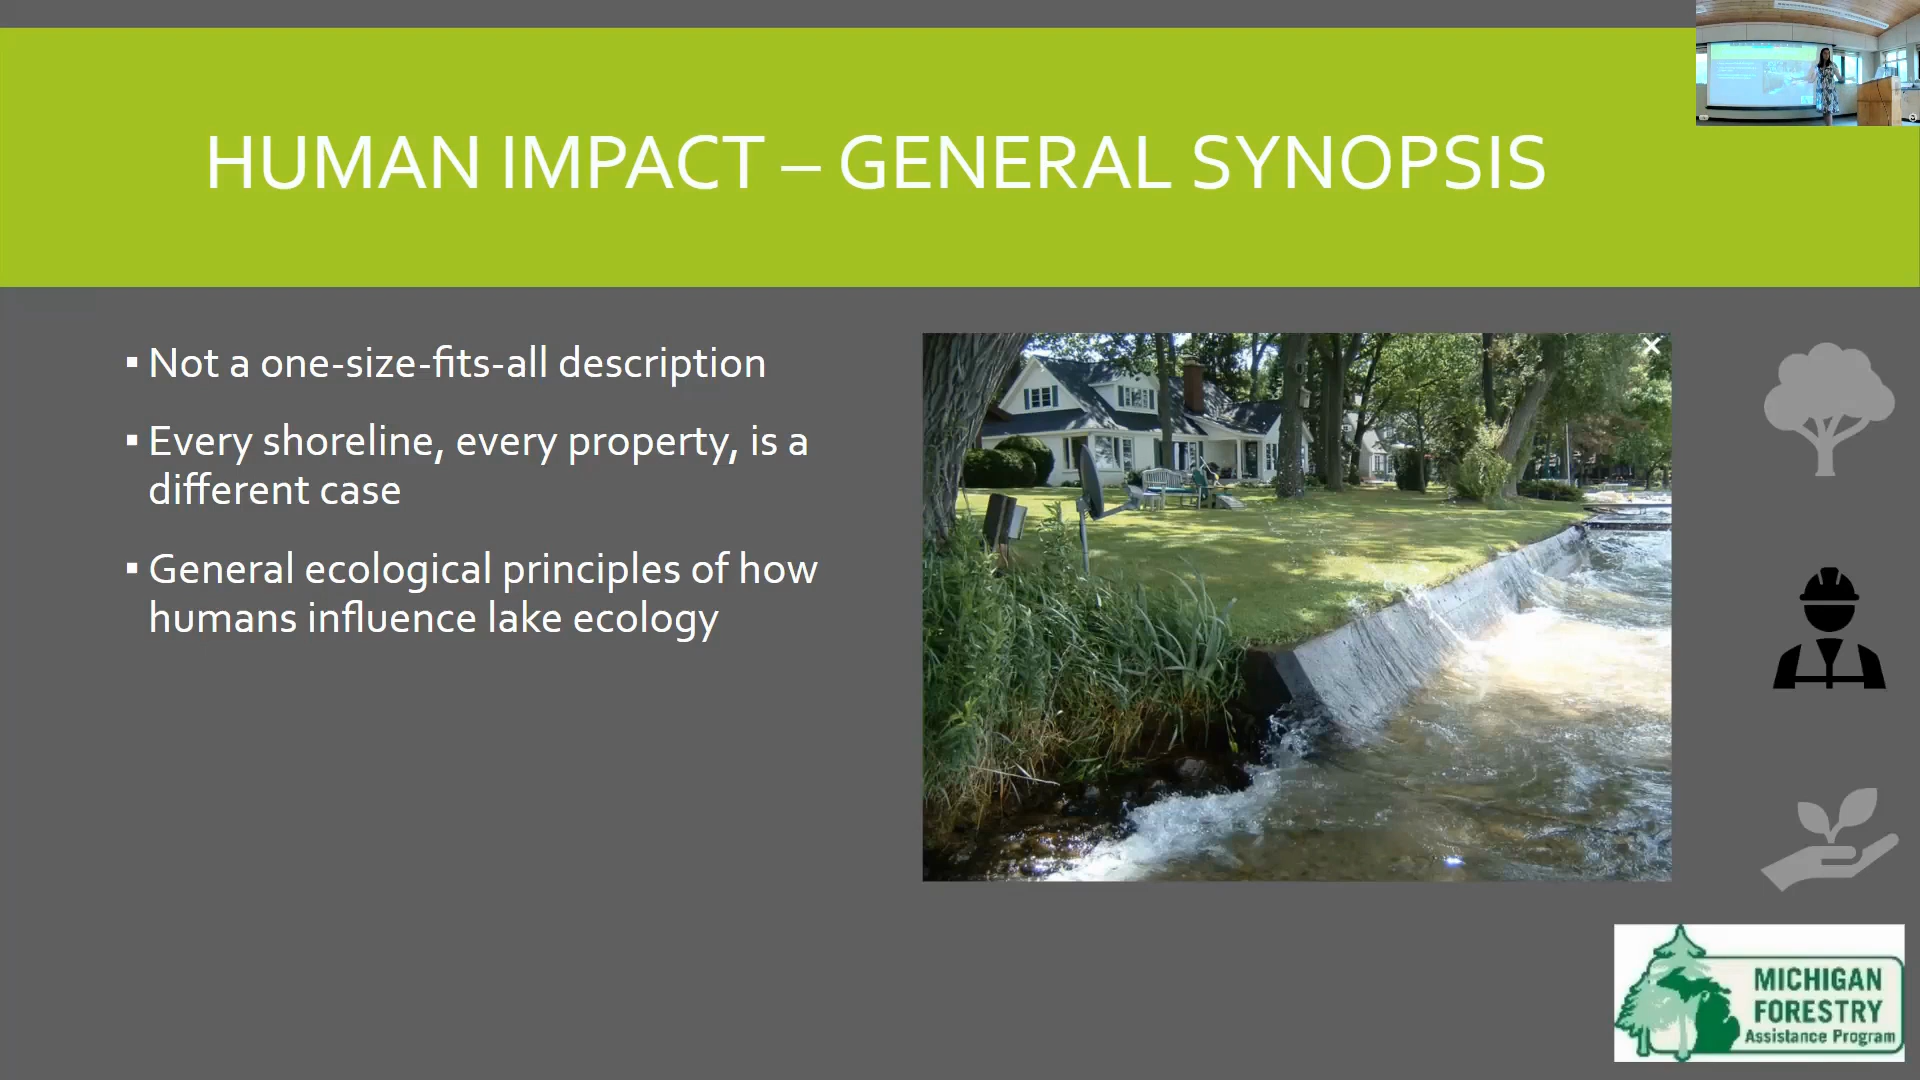 HUMAN IMPACT – GENERAL SYNOPSIS
▪ Not a one-size-fits-all description
▪ Every shoreline, every property, is a
different case
▪ General ecological principles of how
humans influence lake ecology
MICHIGAN
FORESTRY
Assistance Program